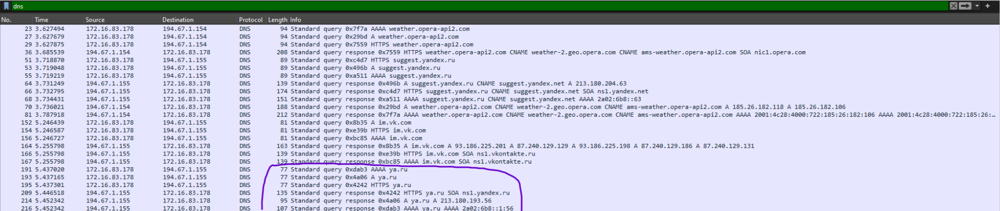 dns
No. Time Source Destination Protocol Length Info
23 3.627494 172.16.83.178 194.67.1.154 DNS 94 Standard query 0x7f7a AAAA weather.opera-api2.com
27 3.627679 172.16.83.178 194.67.1.154 DNS 94 Standard query 0x29bd A weather.opera-api2.com
29 3.627875 172.16.83.178 194.67.1.154 DNS 94 Standard query 0x7559 HTTPS weather.opera-api2.com
36 3.685539 194.67.1.154 172.16.83.178 DNS 208 Standard query response 0x7559 HTTPS weather.opera-api2.com CNAME weather-2.geo.opera.com CNAME ams-weather.opera-api2.com SOA nic1.opera.com
51 3.718870 172.16.83.178 194.67.1.155 DNS 89 Standard query 0xc4d7 HTTPS suggest.yandex.ru
53 3.719048 172.16.83.178 194.67.1.155 DNS 89 Standard query 0x496b A suggest.yandex.ru
55 3.719219 172.16.83.178 194.67.1.155 DNS 89 Standard query 0xa511 AAAA suggest.yandex.ru
64 3.731249 194.67.1.155 172.16.83.178 DNS 139 Standard query response 0x496b A suggest.yandex.ru CNAME suggest.yandex.net A 213.180.204.63
66 3.732795 194.67.1.155 172.16.83.178 DNS 174 Standard query response 0xc4d7 HTTPS suggest.yandex.ru CNAME suggest.yandex.net SOA ns1.yandex.net
68 3.734431 194.67.1.155 172.16.83.178 DNS 151 Standard query response 0xa511 AAAA suggest.yandex.ru CNAME suggest.yandex.net AAAA 2a02:6b8::63
70 3.736021 194.67.1.154 172.16.83.178 DNS 188 Standard query response 0x29bd A weather.opera-api2.com CNAME weather-2.geo.opera.com CNAME ams-weather.opera-api2.com A 185.26.182.118 A 185.26.182.106
81 3.787918 194.67.1.154 172.16.83.178 DNS 212 Standard query response 0x7f7a AAAA weather.opera-api2.com CNAME weather-2.geo.opera.com CNAME ams-weather.opera-api2.com AAAA 2001:4c28:4000:722:185:26:182:106 AAAA 2001:4c28:4000:722:185:26:…
152 5.246439 172.16.83.178 194.67.1.155 DNS 81 Standard query 0x8b35 A im.vk.com
154 5.246587 172.16.83.178 194.67.1.155 DNS 81 Standard query 0xe39b HTTPS im.vk.com
156 5.246727 172.16.83.178 194.67.1.155 DNS 81 Standard query 0xbc85 AAAA im.vk.com
164 5.255798 194.67.1.155 172.16.83.178 DNS 163 Standard query response 0x8b35 A im.vk.com A 93.186.225.201 A 87.240.129.129 A 93.186.225.198 A 87.240.129.186 A 87.240.129.131
166 5.255798 194.67.1.155 172.16.83.178 DNS 139 Standard query response 0xe39b HTTPS im.vk.com SOA ns1.vkontakte.ru
167 5.255798 194.67.1.155 172.16.83.178 DNS 139 Standard query response 0xbc85 AAAA im.vk.com SOA ns1.vkontakte.ru
191 5.437020 172.16.83.178 194.67.1.155 DNS 77 Standard query 0xdab3 AAAA ya.ru
193 5.437165 172.16.83.178 194.67.1.155 DNS 77 Standard query 0x4a06 A ya.ru
195 5.437301 172.16.83.178 194.67.1.155 DNS 77 Standard query 0x4242 HTTPS ya.ru
209 5.446518 194.67.1.155 172.16.83.178 DNS 135 Standard query response 0x4242 HTTPS ya.ru SOA ns1.yandex.ru
214 5.452342 194.67.1.155 172.16.83.178 DNS 95 Standard query response 0x4a06 A ya.ru A 213.180.193.56
216 5.452342 194.67.1.155 172.16.83.178 DNS 107 Standard query response 0xdab3 AAAA ya.ru AAAA 2a02:6b8::1:56